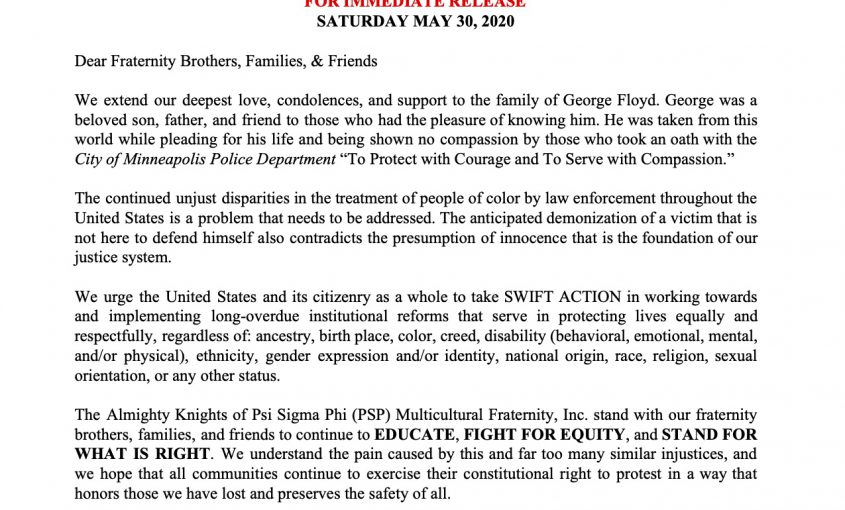 FOR IMMEDIATE RELEASE
SATURDAY MAY 30, 2020
Dear Fraternity Brothers, Families, & Friends
We extend our deepest love, condolences, and support to the family of George Floyd. George was a
beloved son, father, and friend to those who had the pleasure of knowing him. He was taken from this
world while pleading for his life and being shown no compassion by those who took an oath with the
City of Minneapolis Police Department “To Protect with Courage and To Serve with Compassion.”
The continued unjust disparities in the treatment of people of color by law enforcement throughout the
United States is a problem that needs to be addressed. The anticipated demonization of a victim that is
not here to defend himself also contradicts the presumption of innocence that is the foundation of our
justice system.
We urge the United States and its citizenry as a whole to take SWIFT ACTION in working towards
and implementing long-overdue institutional reforms that serve in protecting lives equally and
respectfully, regardless of: ancestry, birth place, color, creed, disability (behavioral, emotional, mental,
and/or physical), ethnicity, gender expression and/or identity, national origin, race, religion, sexual
orientation, or any other status.
The Almighty Knights of Psi Sigma Phi (PSP) Multicultural Fraternity, Inc. stand with our fraternity
brothers, families, and friends to continue to EDUCATE, FIGHT FOR EQUITY, and STAND FOR
WHAT IS RIGHT. We understand the pain caused by this and far too many similar injustices, and
we hope that all communities continue to exercise their constitutional right to protest in a way that
honors those we have lost and preserves the safety of all.